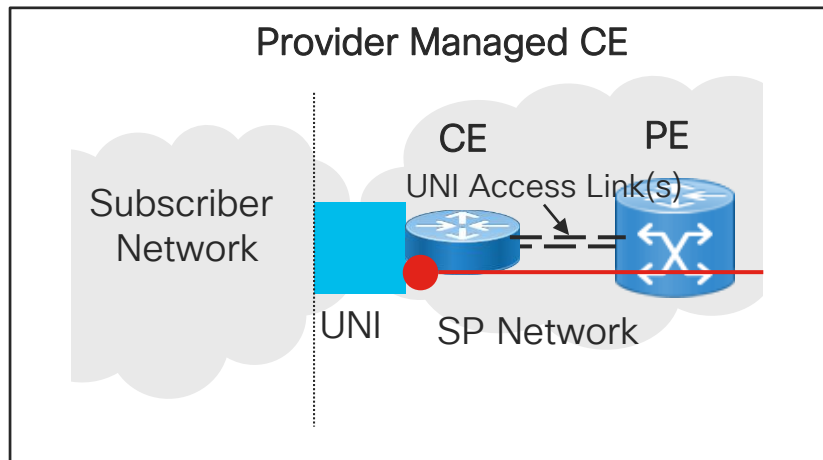 Provider Managed CE
CE
PE
UNI Access Link(s)
Subscriber
Network
UNI
SP Network